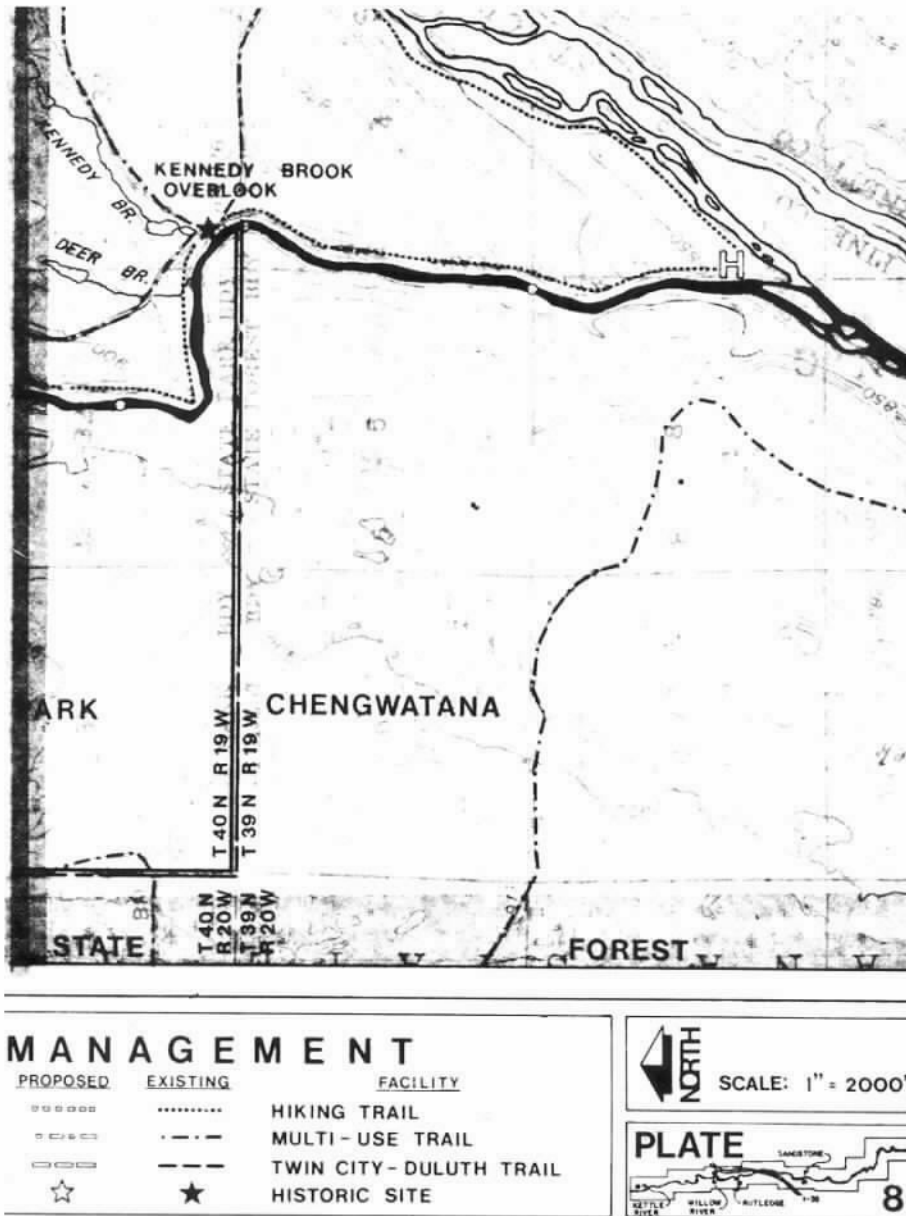 KENNEDY BR.
KENNEDY BROOK
OVERLOOK
DEER BR.
H
850
ARK
CHENGWATANA
T 40 N R 19 W
T 39 N R 19 W
T 40 N
R 20 W
T 39 N
R 20 W
STATE
FOREST
MANAGEMENT
PROPOSED EXISTING FACILITY
HIKING TRAIL
MULTI-USE TRAIL
TWIN CITY-DULUTH TRAIL
HISTORIC SITE
NORTH
SCALE: 1" = 2000'
PLATE
SANDSTONE
KETTLE
RIVER
WILLOW
RIVER
RUTLEDGE
I-35
8